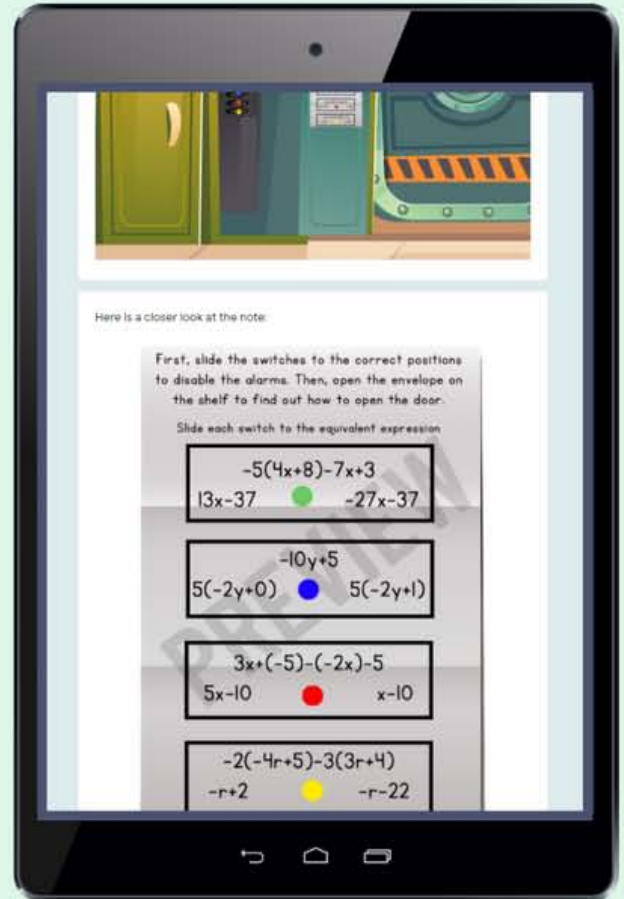 Here is a closer look at the note:
First, slide the switches to the correct positions
to disable the alarms. Then, open the envelope on
the shelf to find out how to open the door.
Slide each switch to the equivalent expression
-5(4x+8)-7x+3
13x-37 -27x-37
-10y+5
5(-2y+0) 5(-2y+1)
3x+(-5)-(-2x)-5
5x-10 x-10
-2(-4r+5)-3(3r+4)
-r+2 -r-22
PREVIEW